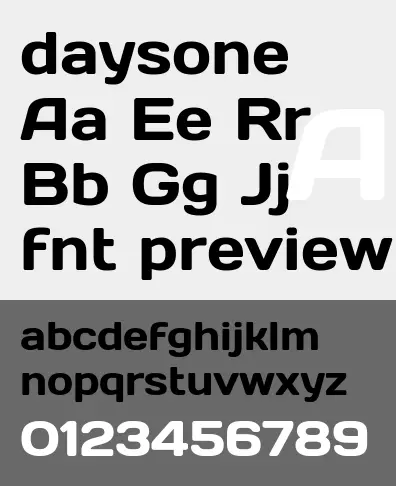 daysone
Aa Ee Rr
A
Bb Gg Jj
fnt preview
abcdefghijklm
nopqrstuvwxyz
0123456789